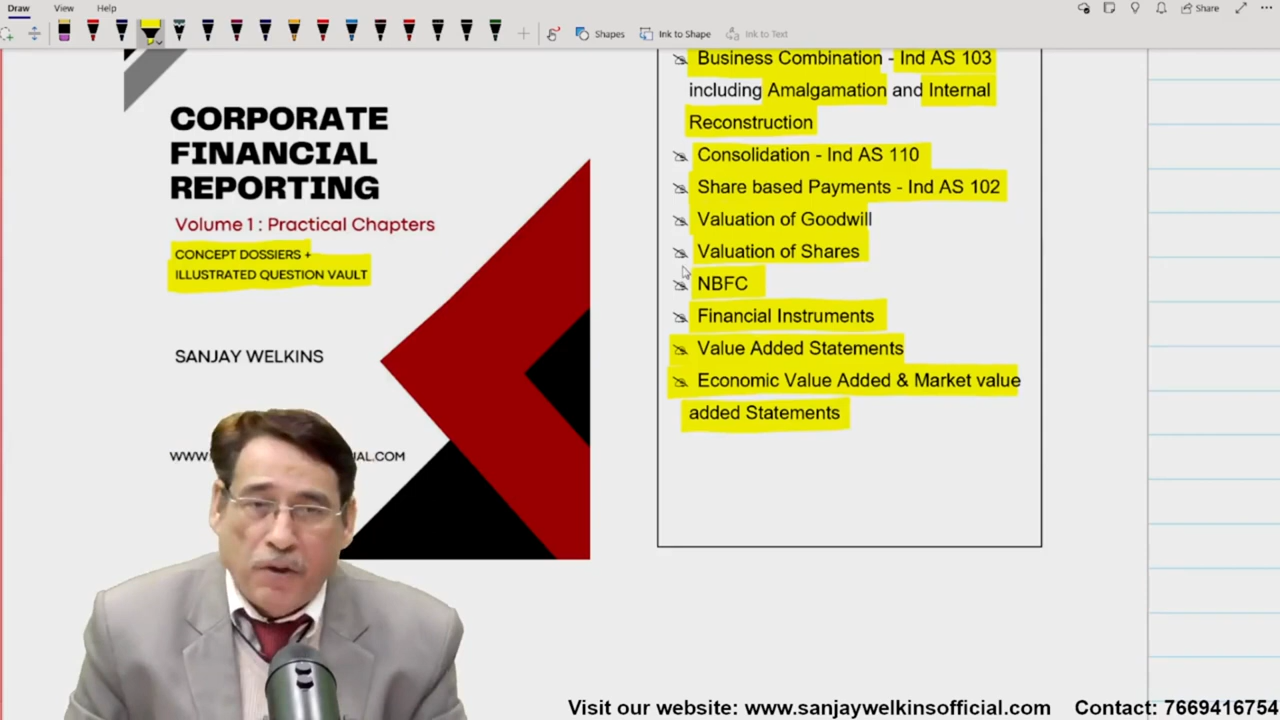 Draw View Help
Share
Shapes Ink to Shape Ink to Text
CORPORATE
FINANCIAL
REPORTING
Volume 1 : Practical Chapters
CONCEPT DOSSIERS +
ILLUSTRATED QUESTION VAULT
SANJAY WELKINS
Business Combination - Ind AS 103
including Amalgamation and Internal
Reconstruction
Consolidation - Ind AS 110
Share based Payments - Ind AS 102
Valuation of Goodwill
Valuation of Shares
NBFC
Financial Instruments
Value Added Statements
Economic Value Added & Market value
added Statements
Visit our website: www.sanjaywelkinsofficial.com Contact: 7669416754